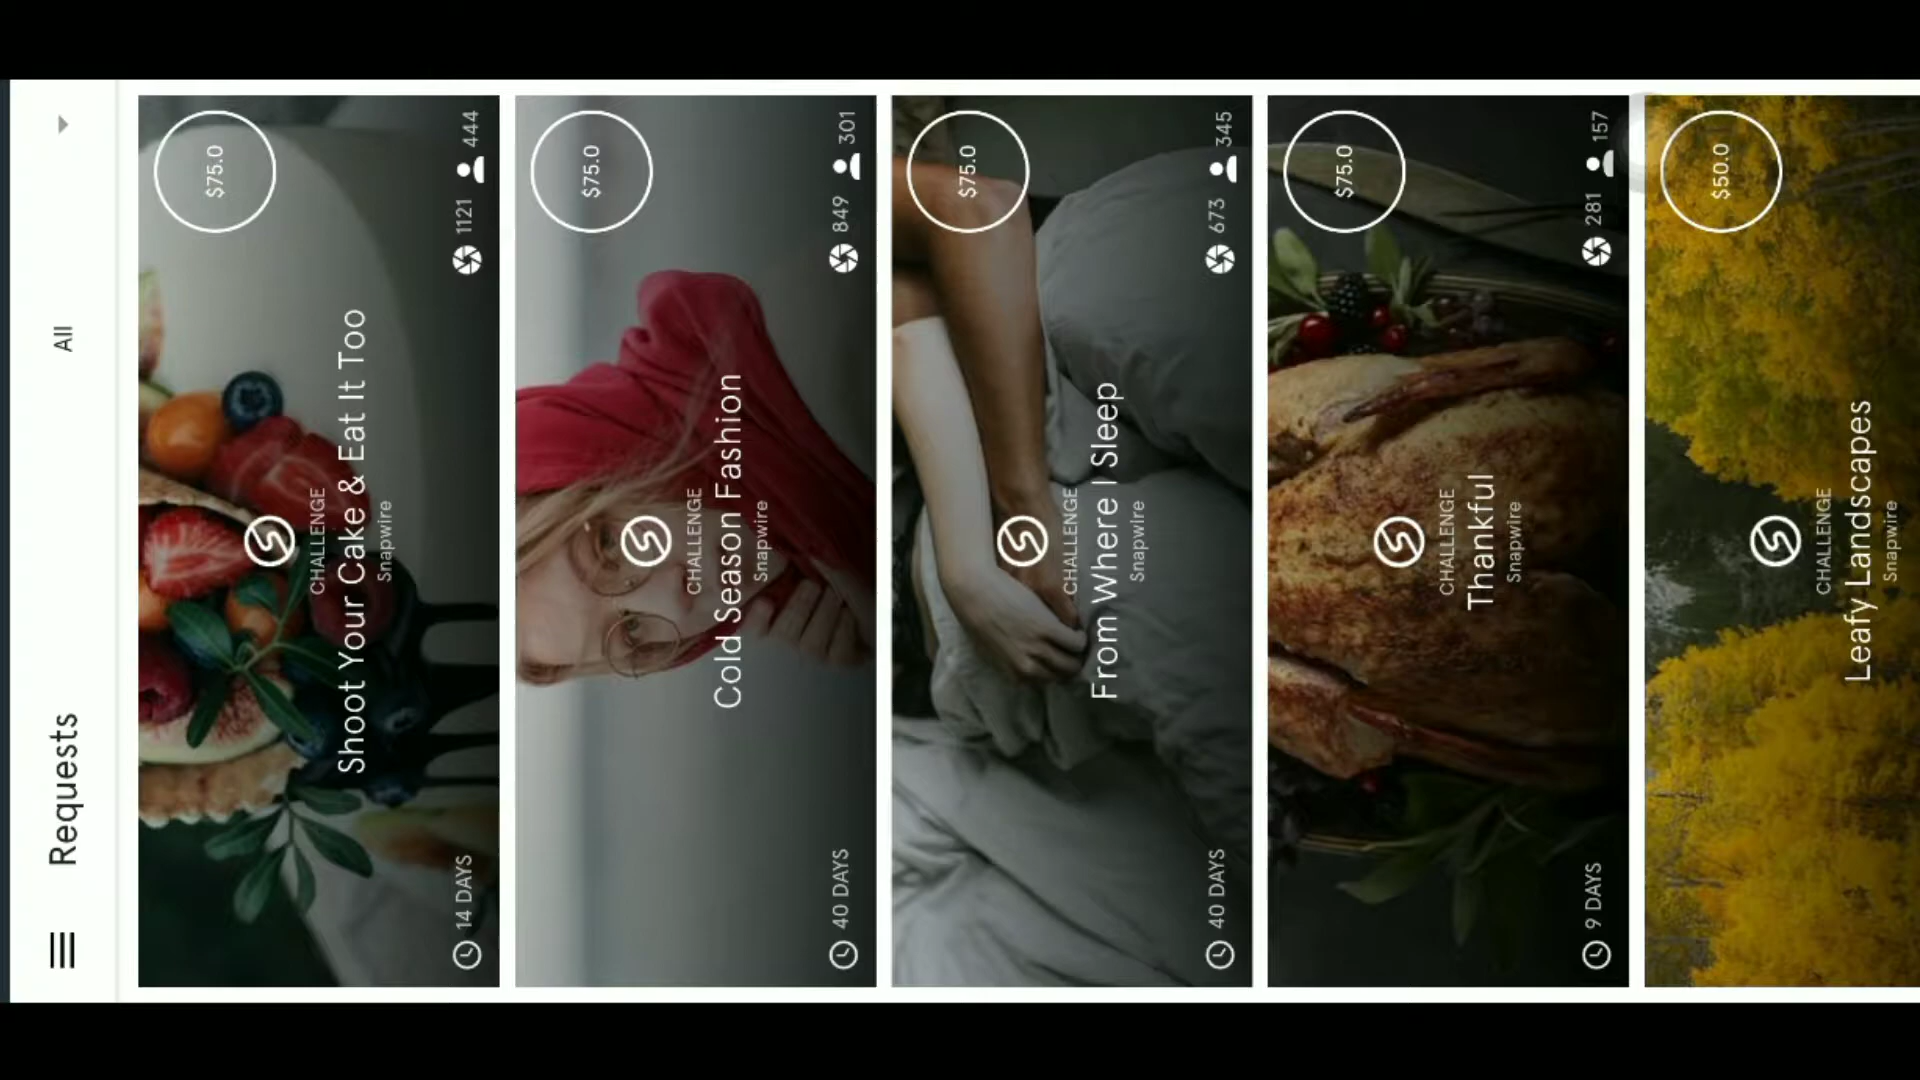 Requests
All
$75.0
CHALLENGE
Shoot Your Cake & Eat It Too
Snapwire
14 DAYS
1121
444
$75.0
CHALLENGE
Cold Season Fashion
Snapwire
40 DAYS
849
301
$75.0
CHALLENGE
From Where I Sleep
Snapwire
40 DAYS
673
345
$75.0
CHALLENGE
Thankful
Snapwire
9 DAYS
281
157
$50.0
CHALLENGE
Leafy Landscapes
Snapwire